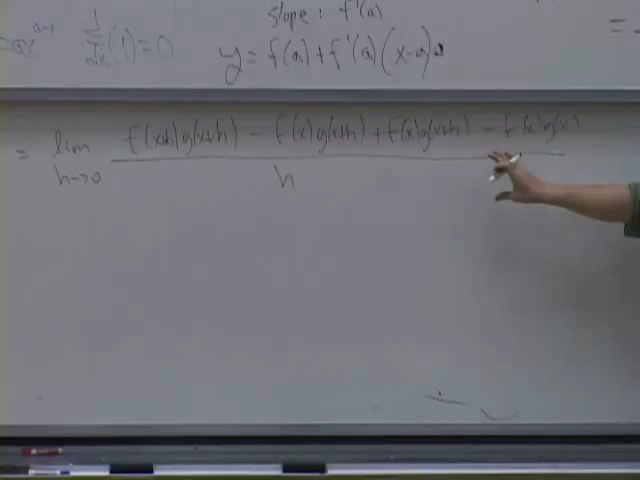 slope: f'(a)
d/dx (1) = 0
y = f(a) + f'(a)(x-a)
= lim h→0 f(x+h)g(x+h) - f(x)g(x+h) + f(x)g(x+h) - f(x)g(x)
h